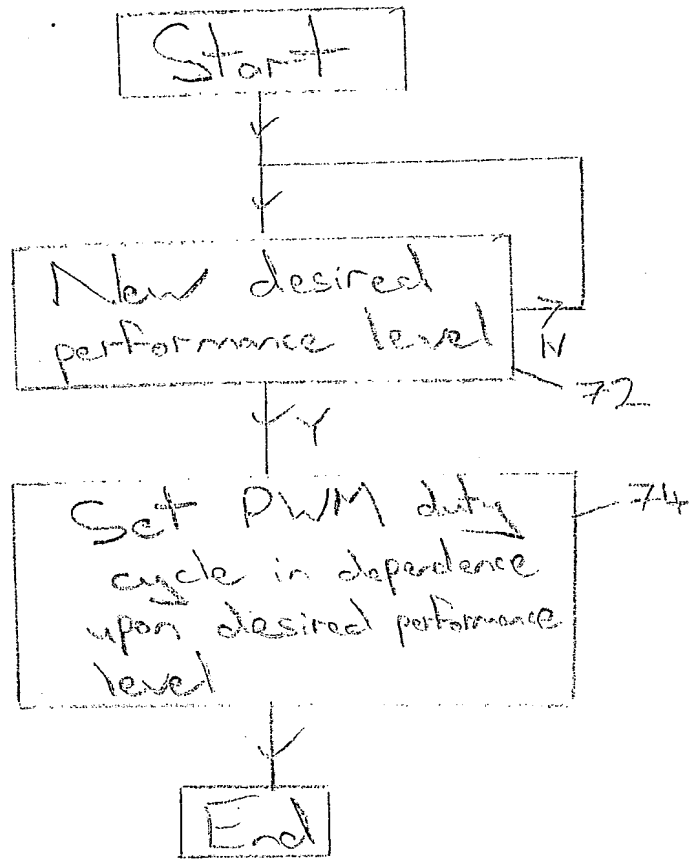 Start
New desired
performance level
N
72
Y
Set PWM duty
cycle in dependence
upon desired performance
level
74
End